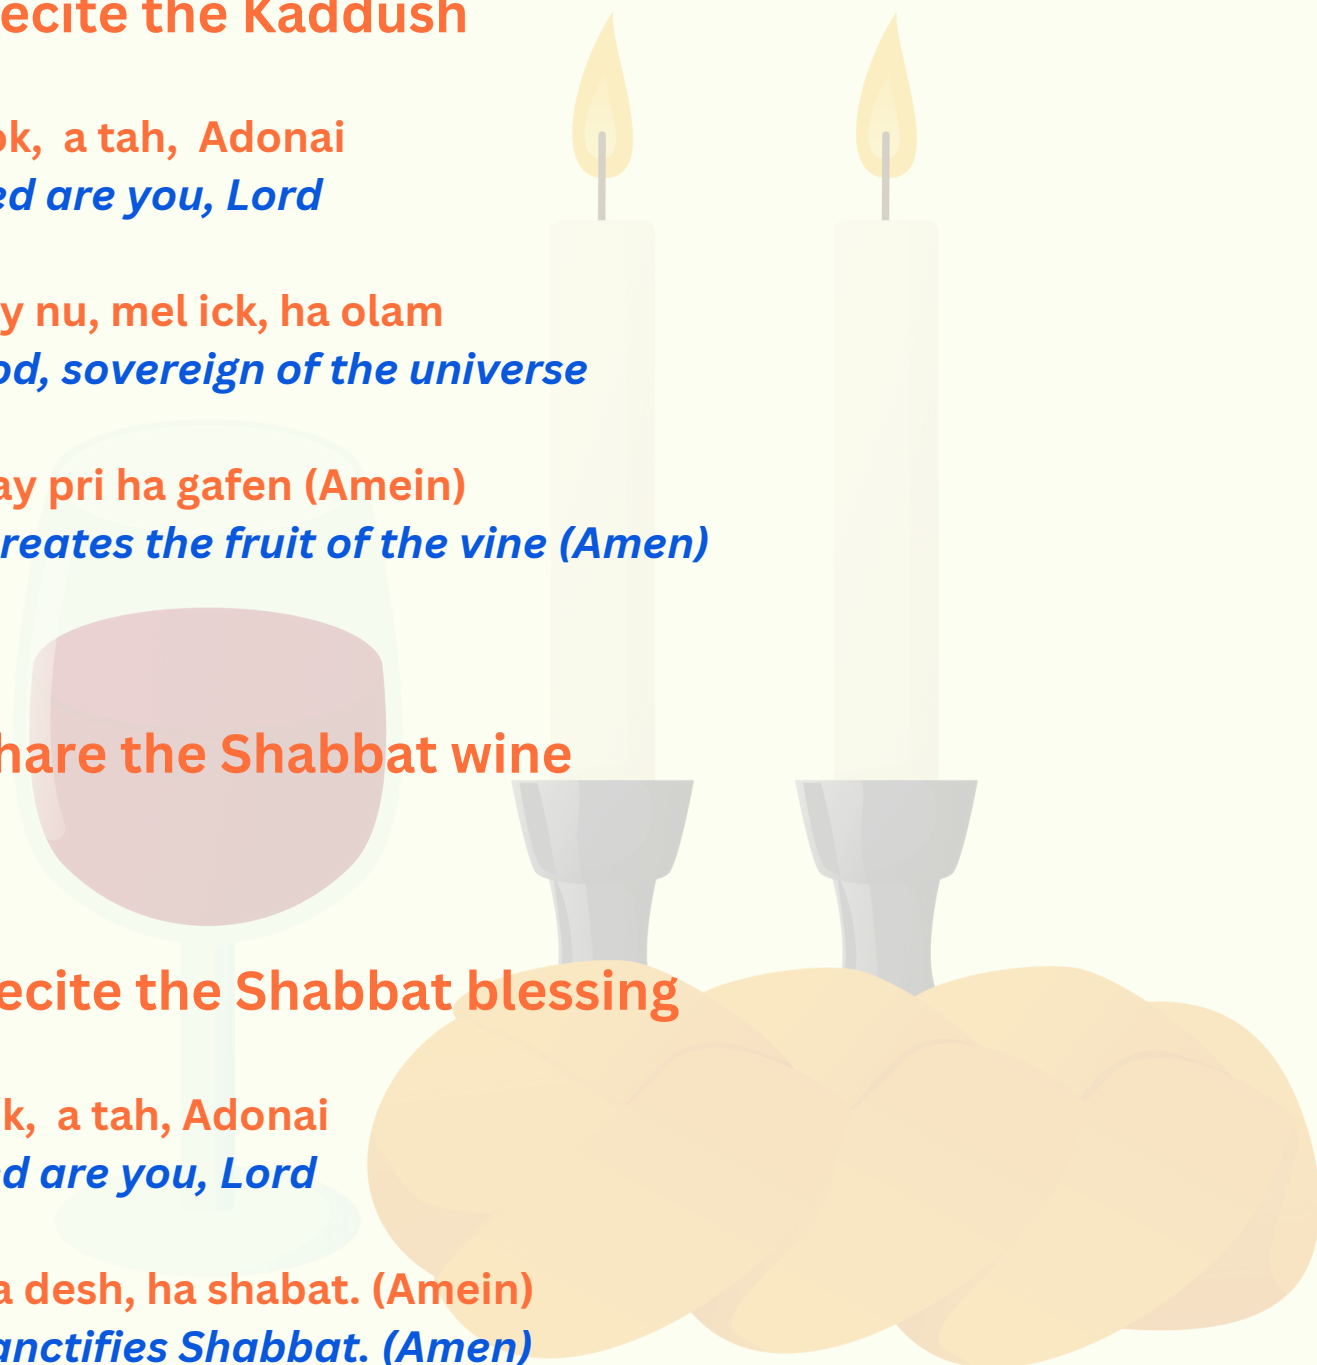 ecite the Kaddush
ok, a tah, Adonai
ed are you, Lord
y nu, mel ick, ha olam
od, sovereign of the universe
ay pri ha gafen (Amein)
reates the fruit of the vine (Amen)
hare the Shabbat wine
ecite the Shabbat blessing
k, a tah, Adonai
d are you, Lord
a desh, ha shabat. (Amein)
anctifies Shabbat. (Amen)